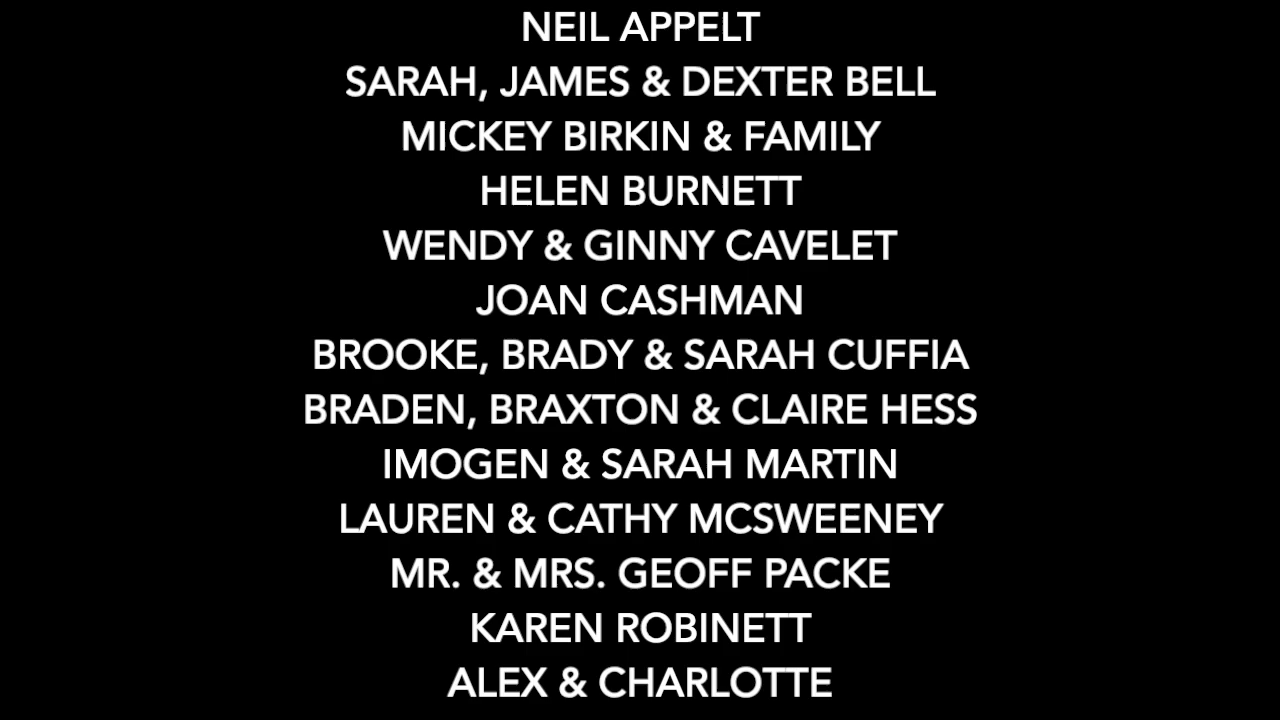 NEIL APPELT
SARAH, JAMES & DEXTER BELL
MICKEY BIRKIN & FAMILY
HELEN BURNETT
WENDY & GINNY CAVELET
JOAN CASHMAN
BROOKE, BRADY & SARAH CUFFIA
BRADEN, BRAXTON & CLAIRE HESS
IMOGEN & SARAH MARTIN
LAUREN & CATHY MCSWEENEY
MR. & MRS. GEOFF PACKE
KAREN ROBINETT
ALEX & CHARLOTTE